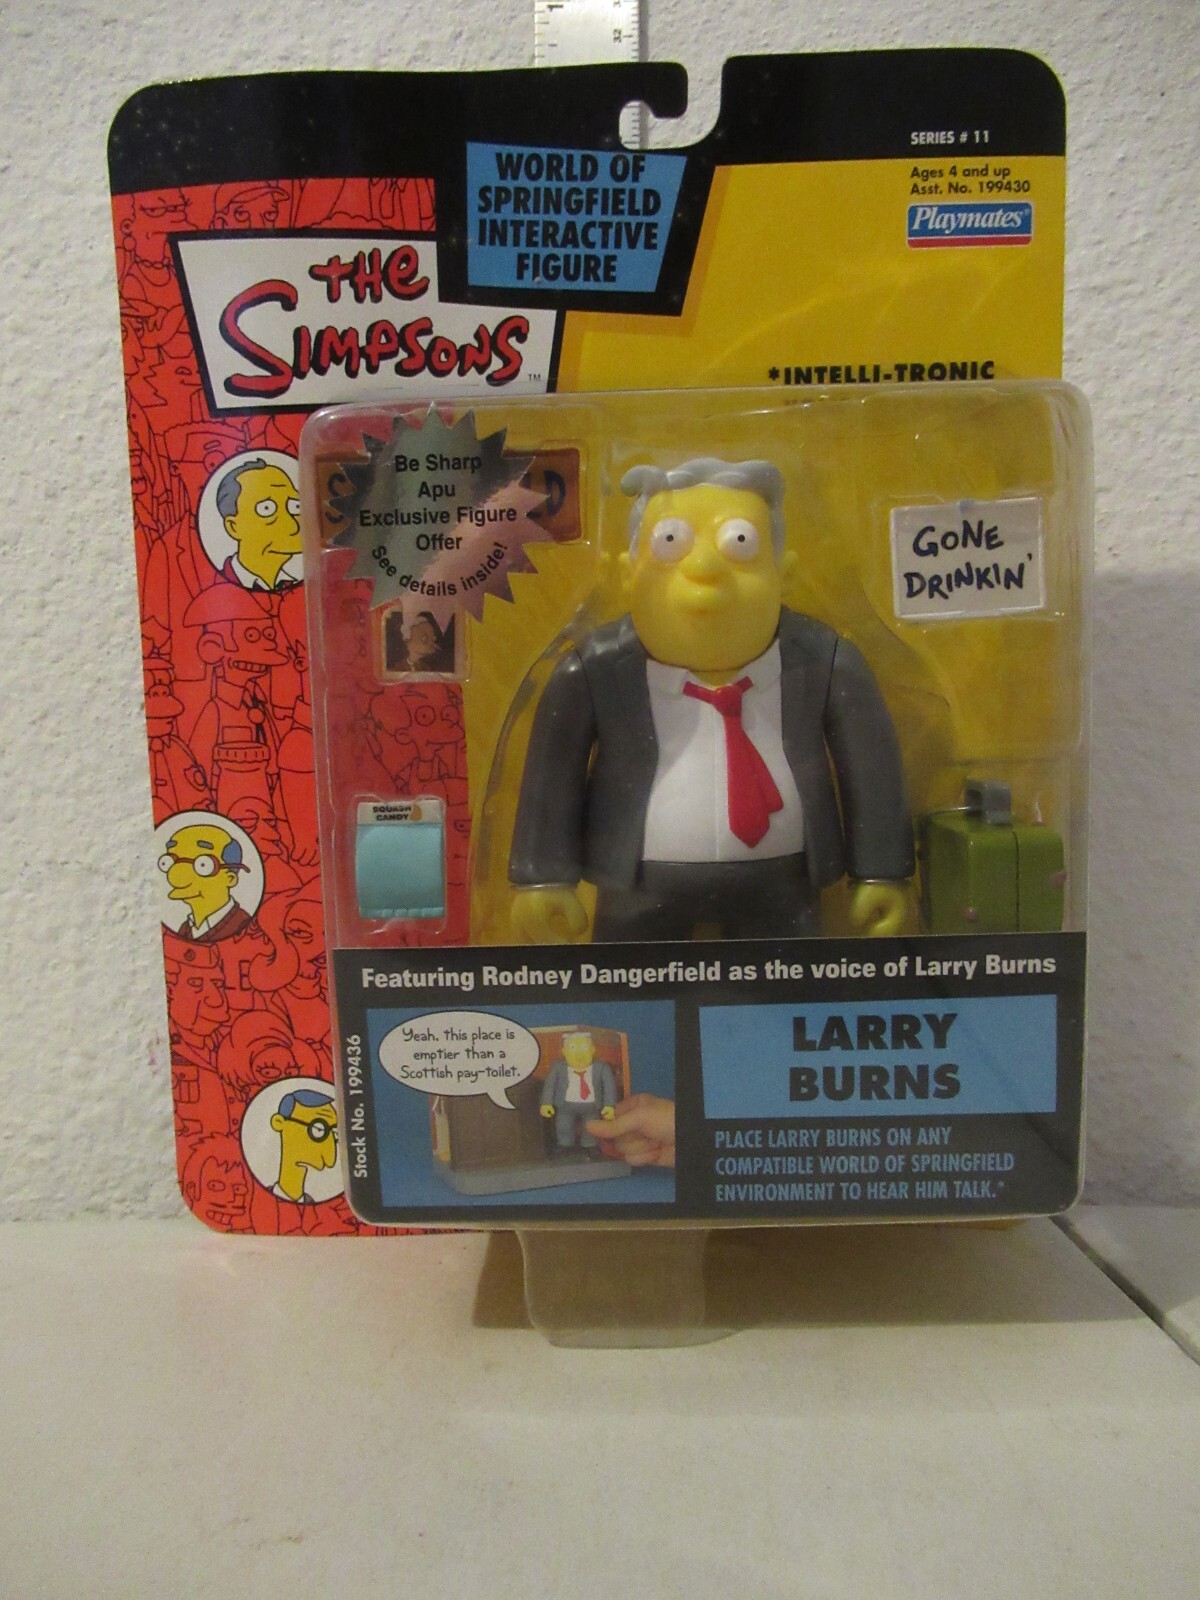 1
32
SERIES # 11
WORLD OF
SPRINGFIELD
INTERACTIVE
FIGURE
Ages 4 and up
Asst. No. 199430
Playmates®
THE
SIMPSONS
TM
*INTELLI-TRONIC
Be Sharp
Apu
Exclusive Figure
Offer
See details inside!
GONE
DRINKIN'
SQUASH
CANDY
Featuring Rodney Dangerfield as the voice of Larry Burns
Yeah, this place is
emptier than a
Scottish pay-toilet.
Stock No. 199436
LARRY
BURNS
PLACE LARRY BURNS ON ANY
COMPATIBLE WORLD OF SPRINGFIELD
ENVIRONMENT TO HEAR HIM TALK.*